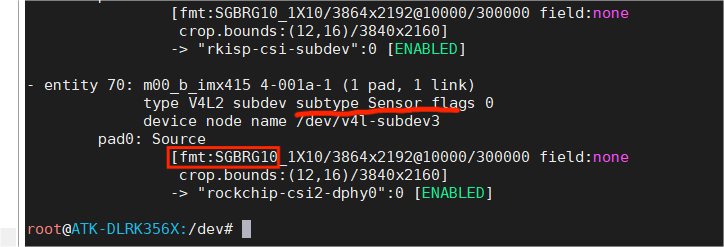 [fmt:SGBRG10_1X10/3864x2192@10000/300000 field:none
crop.bounds:(12,16)/3840x2160]
-> "rkisp-csi-subdev":0 [ENABLED]
- entity 70: m00_b_imx415 4-001a-1 (1 pad, 1 link)
type V4L2 subdev subtype Sensor flags 0
device node name /dev/v4l-subdev3
pad0: Source
[fmt:SGBRG10_1X10/3864x2192@10000/300000 field:none
crop.bounds:(12,16)/3840x2160]
-> "rockchip-csi2-dphy0":0 [ENABLED]
root@ATK-DLRK356X:/dev#